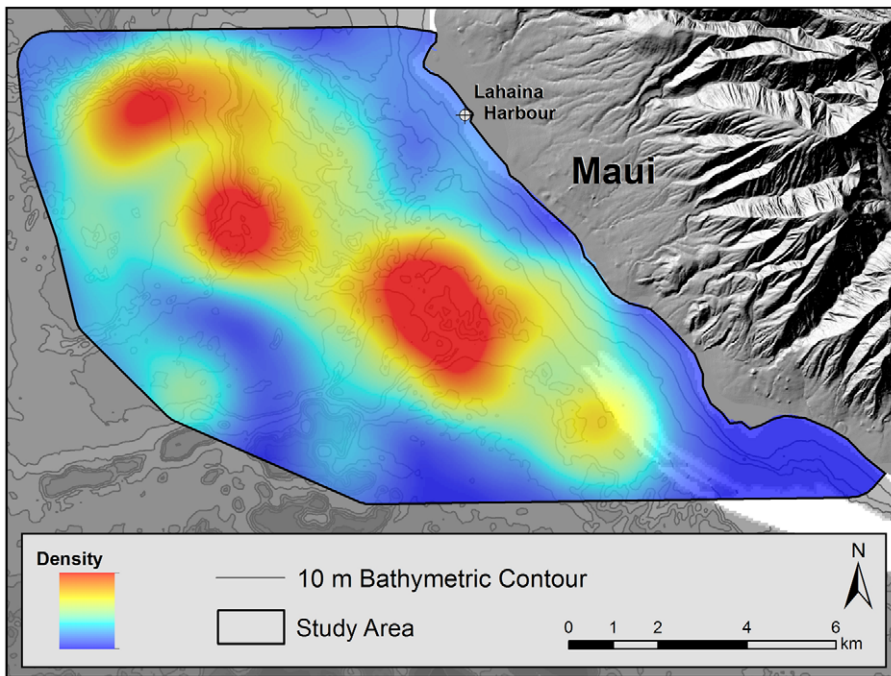 Lahaina
Harbour
Maui
Density
10 m Bathymetric Contour
Study Area
N
0 1 2 4 6
km